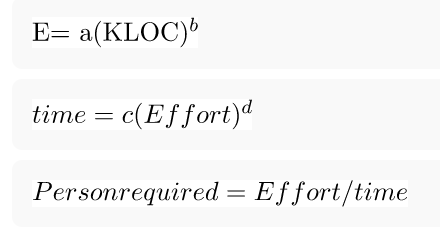 E= a(KLOC)^b
time = c(Effort)^d
Personrequired = Effort/time